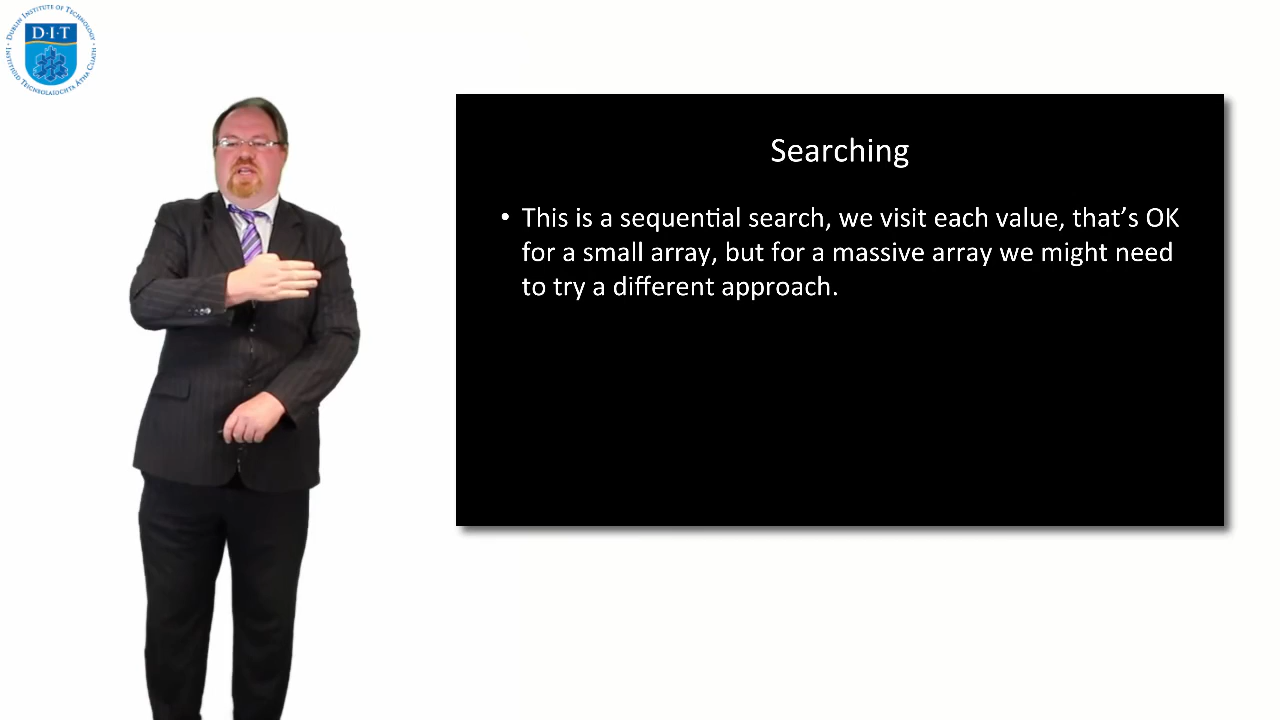 DUBLIN INSTITUTE OF TECHNOLOGY
D·I·T
INSTITIÚID TEICNEOLAÍOCHTA ÁTHA CLIATH
Searching
• This is a sequential search, we visit each value, that’s OK
for a small array, but for a massive array we might need
to try a different approach.